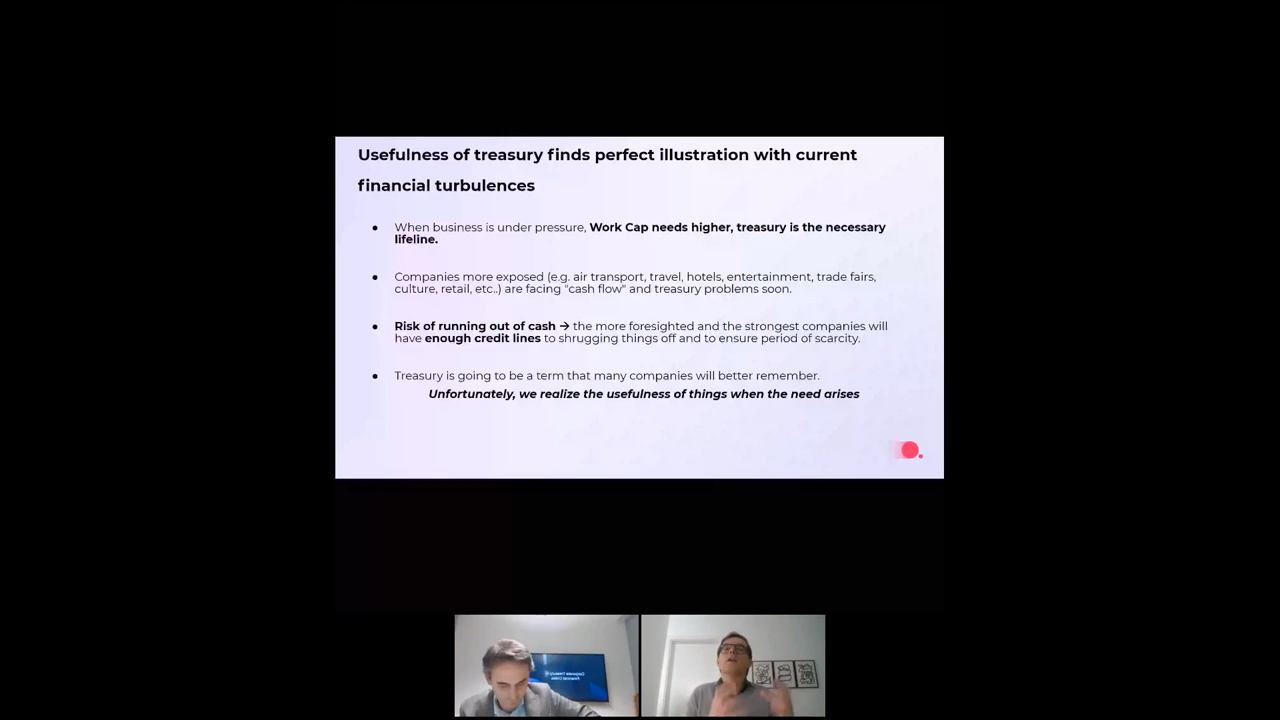 Usefulness of treasury finds perfect illustration with current
financial turbulences
● When business is under pressure, Work Cap needs higher, treasury is the necessary
lifeline.
● Companies more exposed (e.g. air transport, travel, hotels, entertainment, trade fairs,
culture, retail, etc..) are facing "cash flow" and treasury problems soon.
● Risk of running out of cash → the more foresighted and the strongest companies will
have enough credit lines to shrugging things off and to ensure period of scarcity.
● Treasury is going to be a term that many companies will better remember.
Unfortunately, we realize the usefulness of things when the need arises
Corporate Treasury
Financial Crises